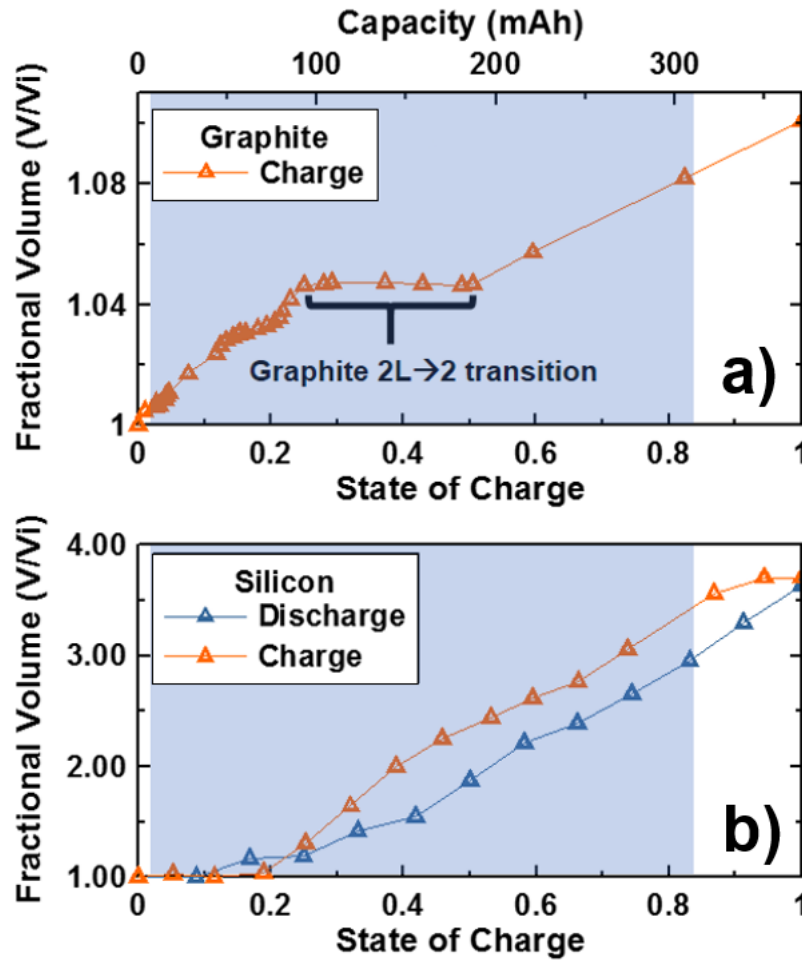 Capacity (mAh)
0 100 200 300
Fractional Volume (V/Vi)
1.08
1.04
1
Graphite
Charge
Graphite 2L→2 transition
a)
0 0.2 0.4 0.6 0.8 1
State of Charge
Fractional Volume (V/Vi)
4.00
3.00
2.00
1.00
Silicon
Discharge
Charge
b)
0 0.2 0.4 0.6 0.8 1
State of Charge